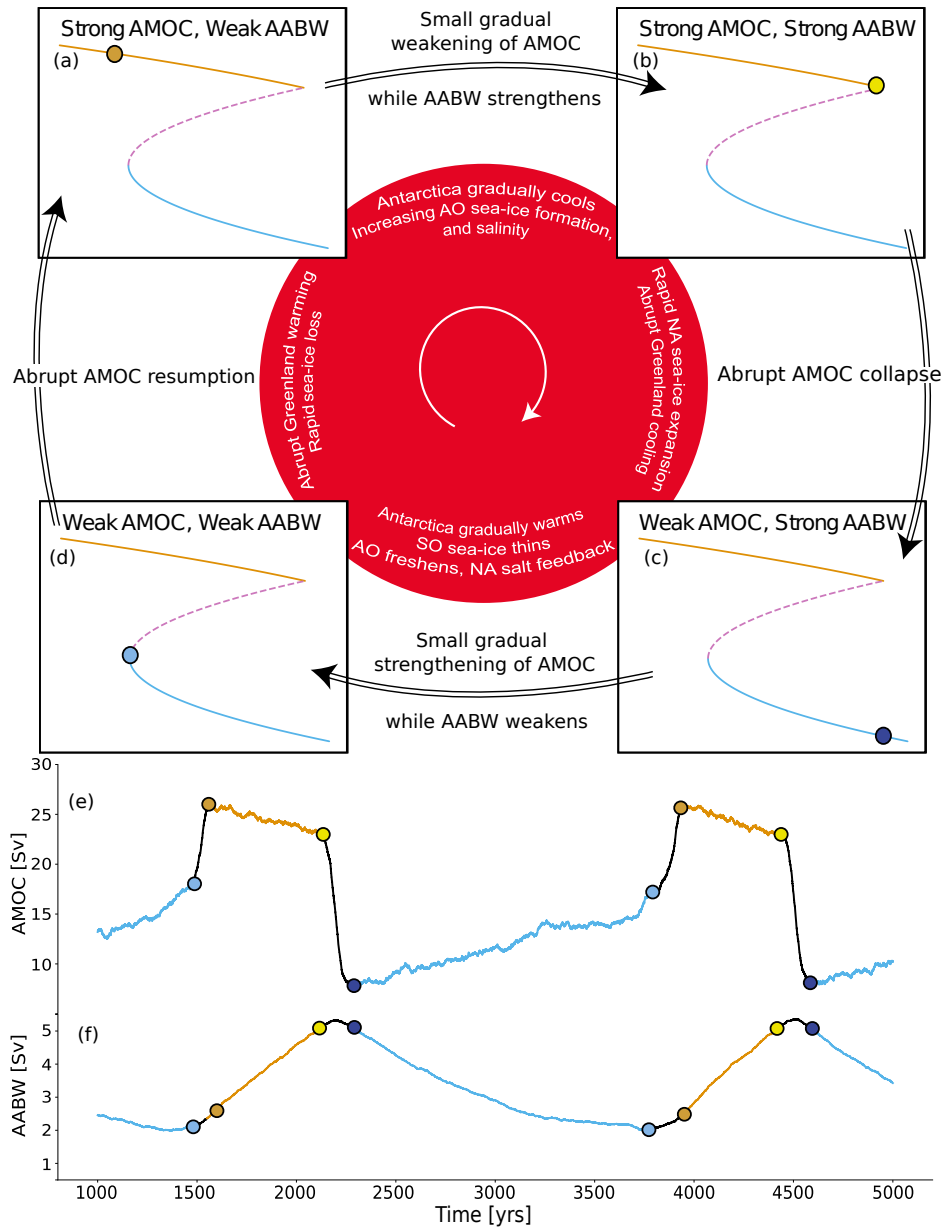 Strong AMOC, Weak AABW
(a)
Small gradual
weakening of AMOC
while AABW strengthens
Strong AMOC, Strong AABW
(b)
Antarctica gradually cools
Increasing AO sea-ice formation,
and salinity
Rapid NA sea-ice expansion
Abrupt Greenland cooling
Abrupt Greenland warming
Rapid sea-ice loss
Abrupt AMOC resumption
Abrupt AMOC collapse
Antarctica gradually warms
SO sea-ice thins
AO freshens, NA salt feedback
Weak AMOC, Weak AABW
(d)
Weak AMOC, Strong AABW
(c)
Small gradual
strengthening of AMOC
while AABW weakens
(e)
AMOC [Sv]
30
25
20
15
10
(f)
AABW [Sv]
5
4
3
2
1
1000 1500 2000 2500 3000 3500 4000 4500 5000
Time [yrs]